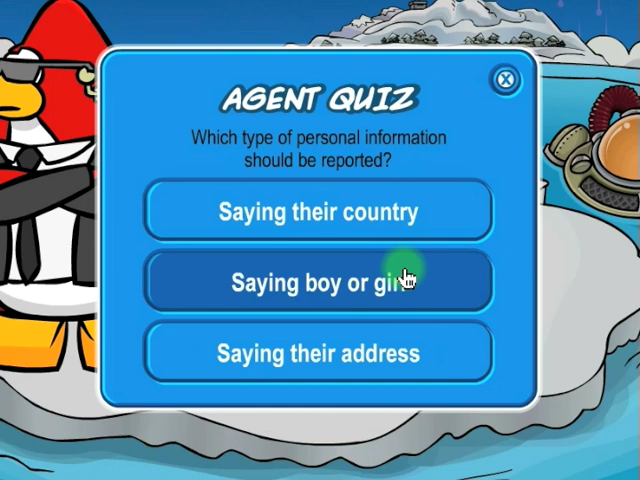 AGENT QUIZ
Which type of personal information
should be reported?
Saying their country
Saying boy or girl
Saying their address